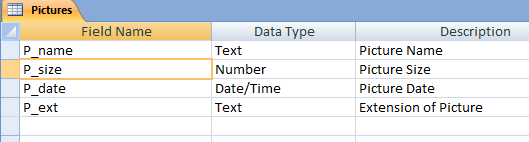 Pictures
Field Name Data Type Description
P_name Text Picture Name
P_size Number Picture Size
P_date Date/Time Picture Date
P_ext Text Extension of Picture